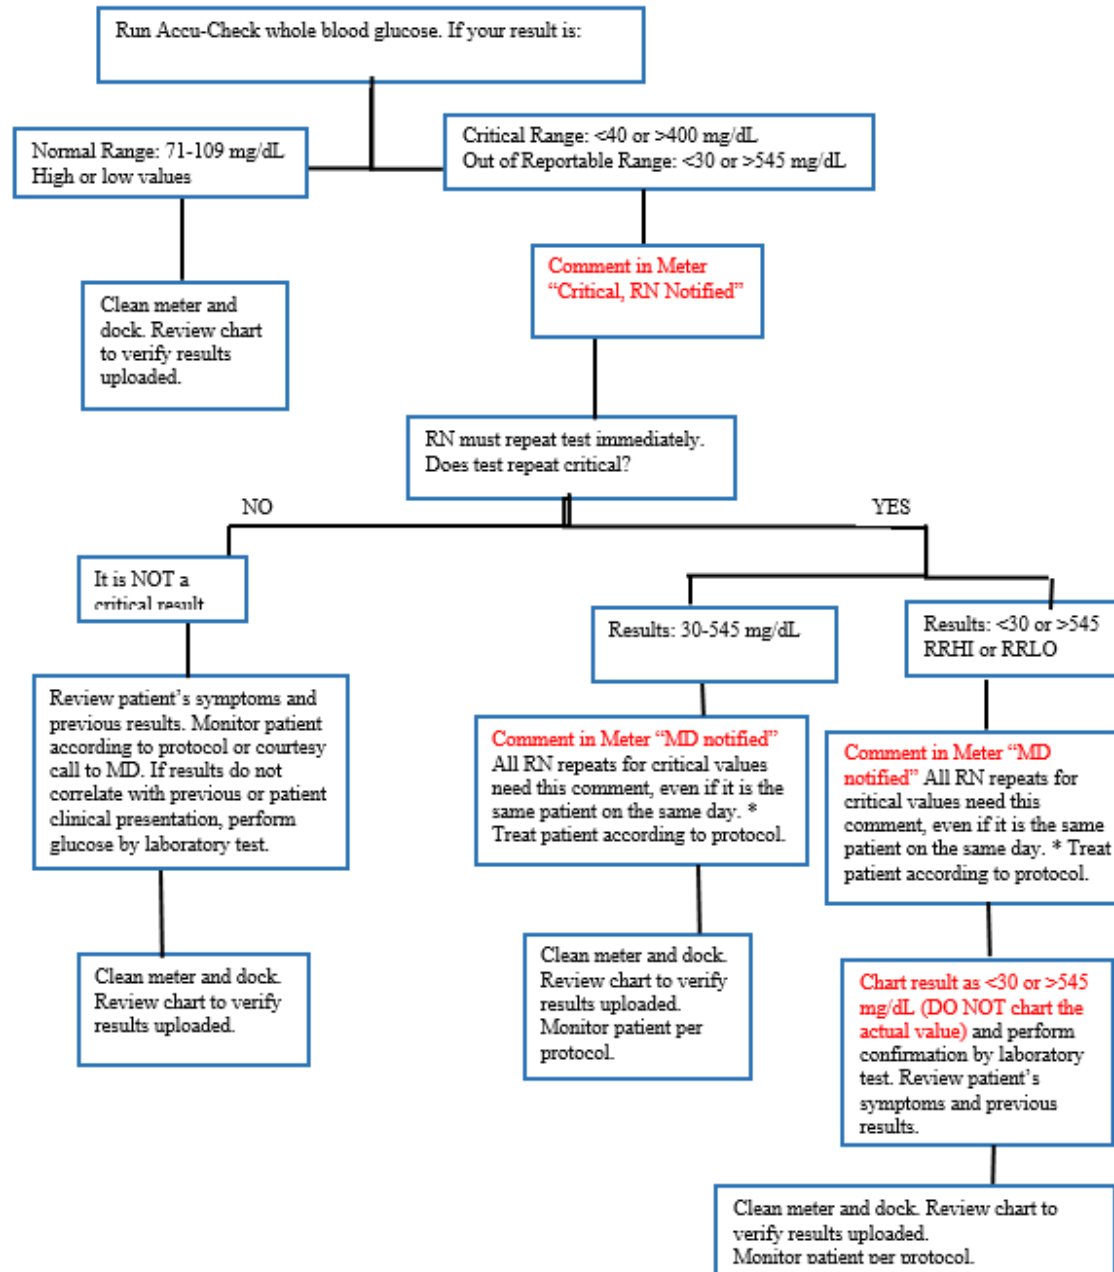 Run Accu-Check whole blood glucose. If your result is:
Normal Range: 71-109 mg/dL
High or low values
Critical Range: <40 or >400 mg/dL
Out of Reportable Range: <30 or >545 mg/dL
Clean meter and
dock. Review chart
to verify results
uploaded.
Comment in Meter
“Critical, RN Notified”
RN must repeat test immediately.
Does test repeat critical?
NO
YES
It is NOT a
critical result
Results: 30-545 mg/dL
Results: <30 or >545
RRHI or RRLO
Review patient’s symptoms and
previous results. Monitor patient
according to protocol or courtesy
call to MD. If results do not
correlate with previous or patient
clinical presentation, perform
glucose by laboratory test.
Comment in Meter “MD notified”
All RN repeats for critical values
need this comment, even if it is the
same patient on the same day. *
Treat patient according to protocol.
Comment in Meter “MD
notified” All RN repeats for
critical values need this
comment, even if it is the same
patient on the same day. * Treat
patient according to protocol.
Clean meter and dock.
Review chart to verify
results uploaded.
Clean meter and dock.
Review chart to verify
results uploaded.
Monitor patient per
protocol.
Chart result as <30 or >545
mg/dL (DO NOT chart the
actual value) and perform
confirmation by laboratory
test. Review patient’s
symptoms and previous
results.
Clean meter and dock. Review chart to
verify results uploaded.
Monitor patient per protocol.